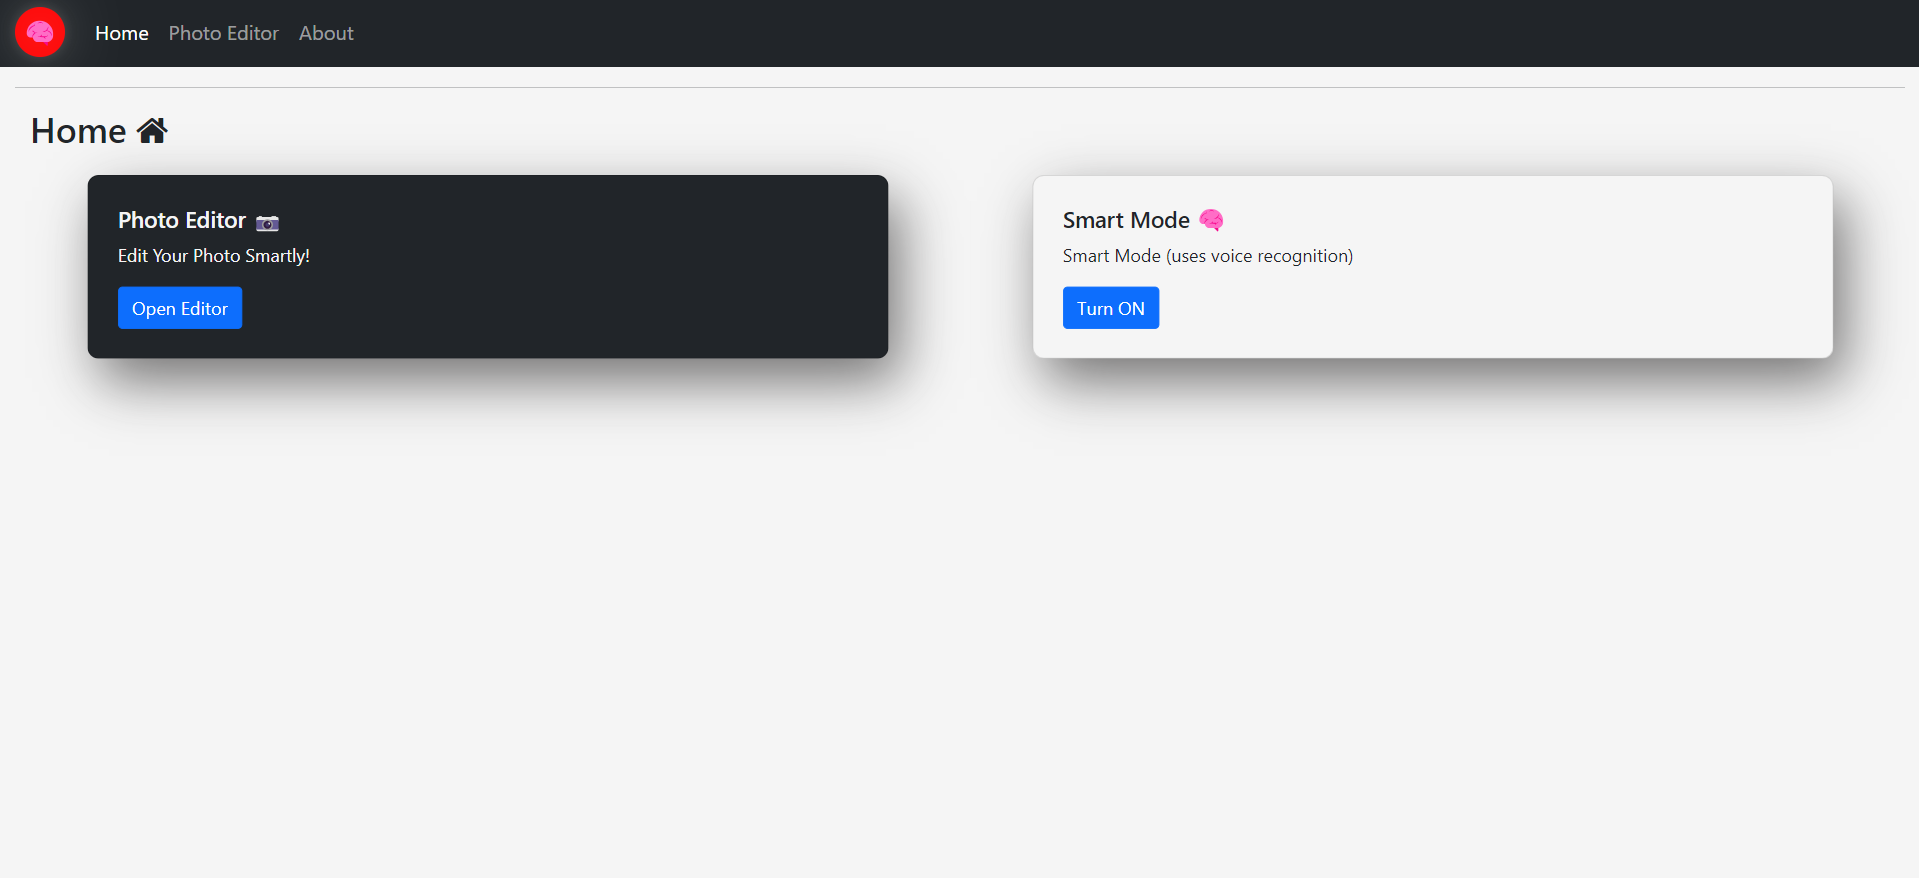 Home Photo Editor About
Home
Photo Editor
Edit Your Photo Smartly!
Open Editor
Smart Mode
Smart Mode (uses voice recognition)
Turn ON